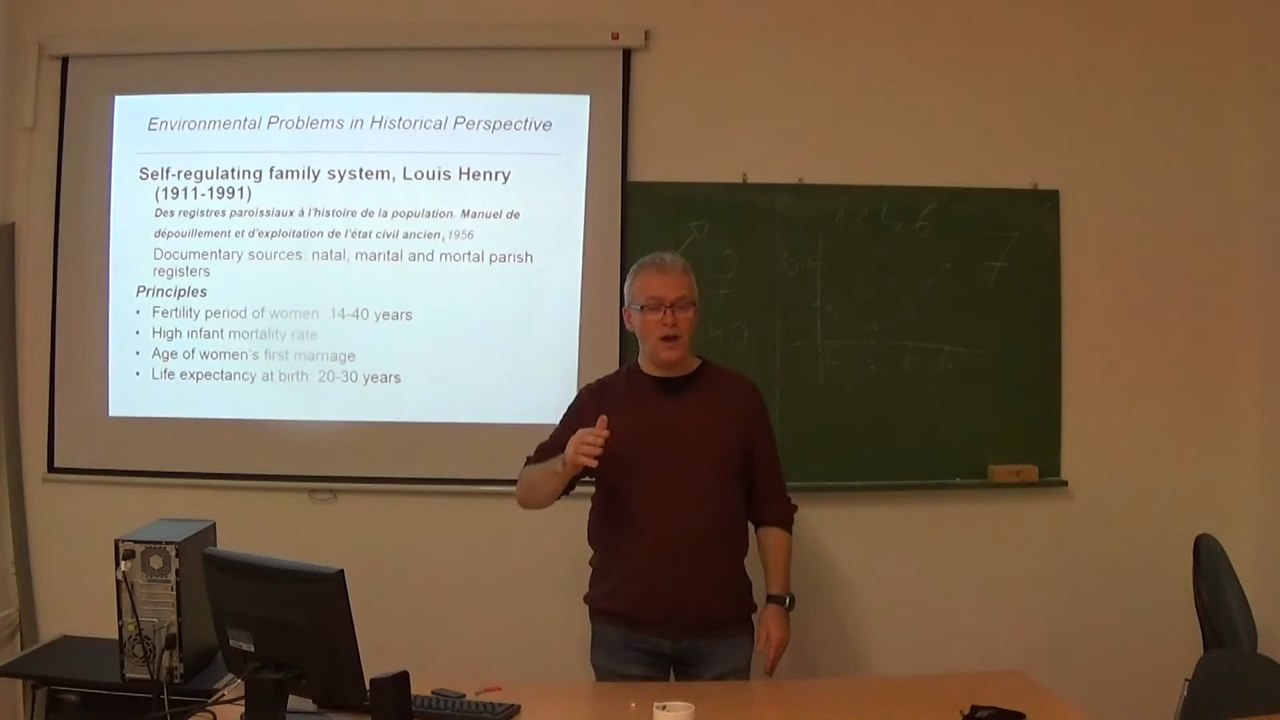 Environmental Problems in Historical Perspective
Self-regulating family system, Louis Henry
(1911-1991)
Des registres paroissiaux á l'histoire de la population. Manuel de
dépouillement et d'exploitation de l'état civil ancien, 1956
Documentary sources: natal, marital and mortal parish
registers
Principles
• Fertility period of women: 14-40 years
• High infant mortality rate
• Age of women's first marriage
• Life expectancy at birth: 20-30 years
7